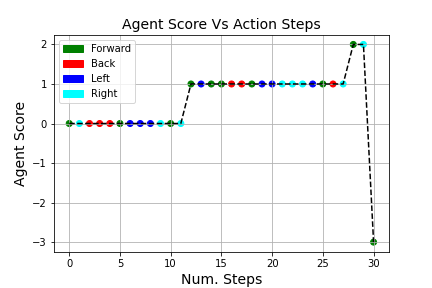 Agent Score Vs Action Steps
Forward
Back
Left
Right
Agent Score
2
1
0
−1
−2
−3
0 5 10 15 20 25 30
Num. Steps